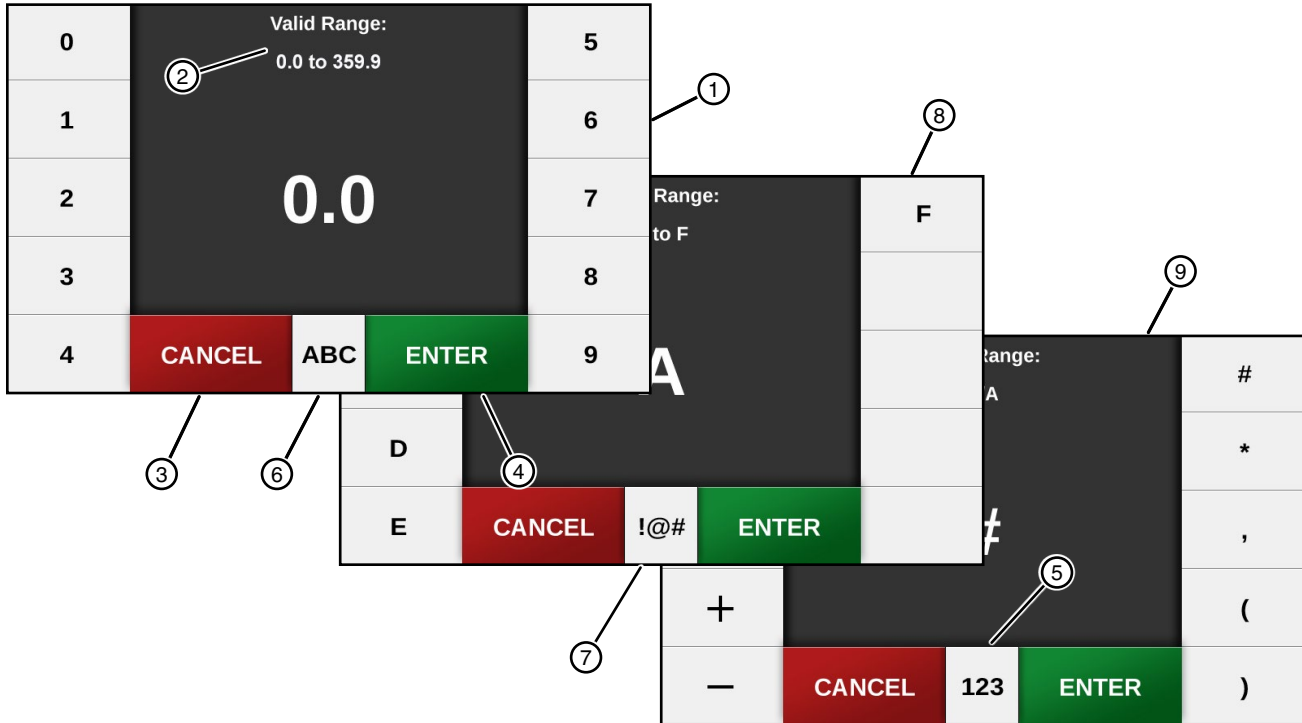 0
1
2
3
4
Valid Range:
0.0 to 359.9
0.0
CANCEL
ABC
ENTER
5
6
7
8
9
2
1
3
6
4
8
Range:
to F
A
D
E
CANCEL
!@#
ENTER
F
7
9
Range:
A
#
5
+
−
CANCEL
123
ENTER
#
*
,
(
)